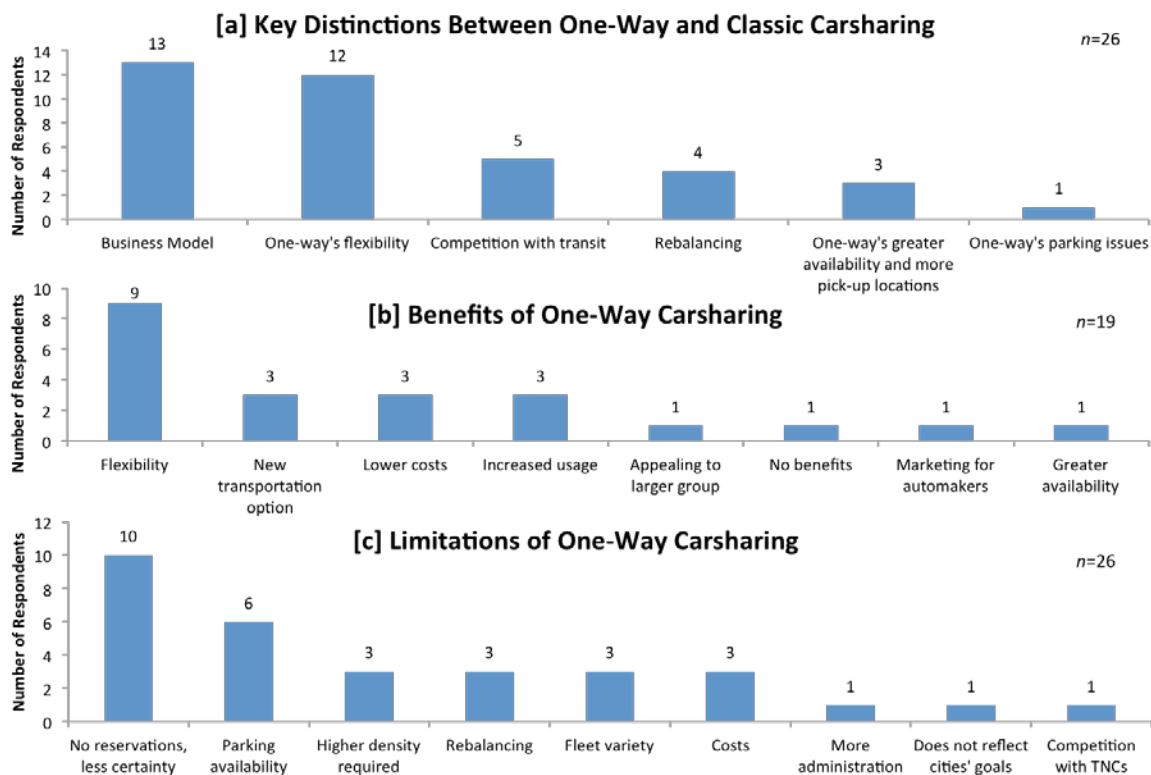 [a] Key Distinctions Between One-Way and Classic Carsharing
n=26
Number of Respondents
14
12
10
8
6
4
2
0
13
12
5
4
3
1
Business Model
One-way's flexibility
Competition with transit
Rebalancing
One-way's greater
availability and more
pick-up locations
One-way's parking issues
[b] Benefits of One-Way Carsharing
n=19
Number of Respondents
10
8
6
4
2
0
9
3
3
3
1
1
1
1
Flexibility
New
transportation
option
Lower costs
Increased usage
Appealing to
larger group
No benefits
Marketing for
automakers
Greater
availability
[c] Limitations of One-Way Carsharing
n=26
Number of Respondents
12
10
8
6
4
2
0
10
6
3
3
3
3
1
1
1
No reservations,
less certainty
Parking
availability
Higher density
required
Rebalancing
Fleet variety
Costs
More
administration
Does not reflect
cities' goals
Competition
with TNCs